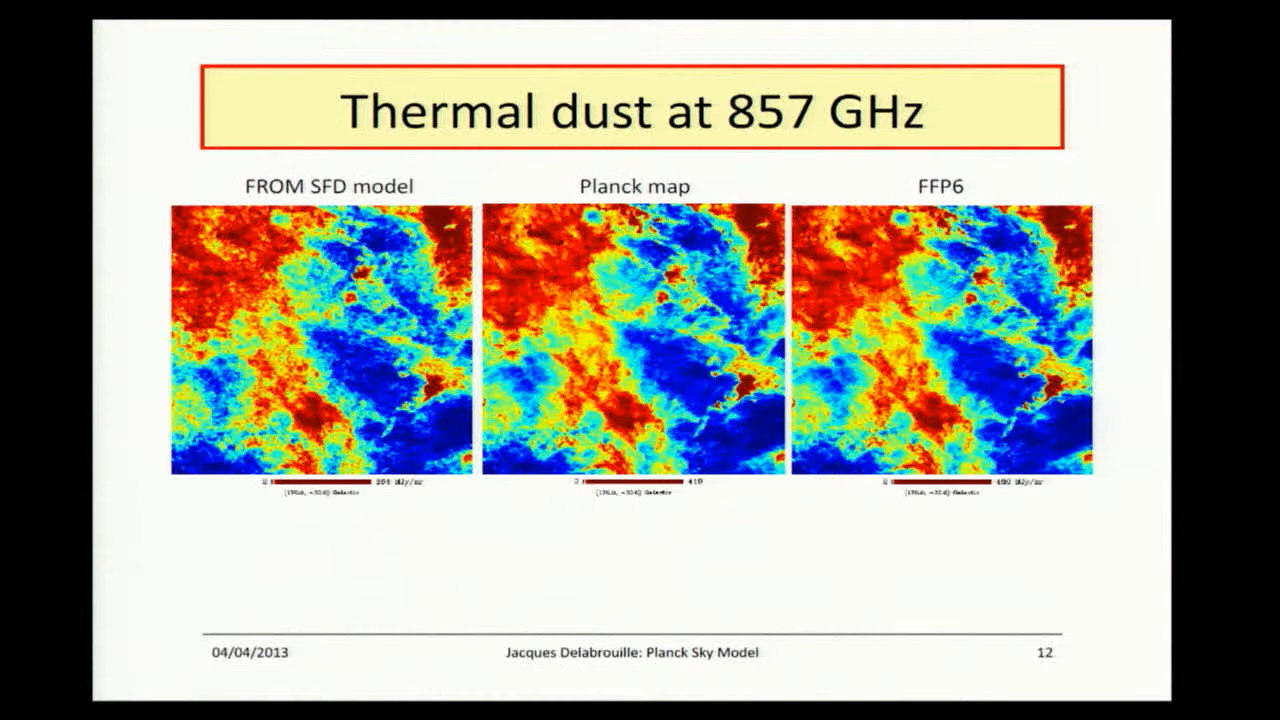 Thermal dust at 857 GHz
FROM SFD model
Planck map
FFP6
04/04/2013
Jacques Delabrouille: Planck Sky Model
12